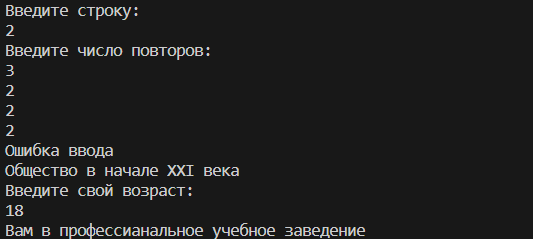 Введите строку:
2
Введите число повторов:
3
2
2
2
Ошибка ввода
Общество в начале XXI века
Введите свой возраст:
18
Вам в профессианальное учебное заведение